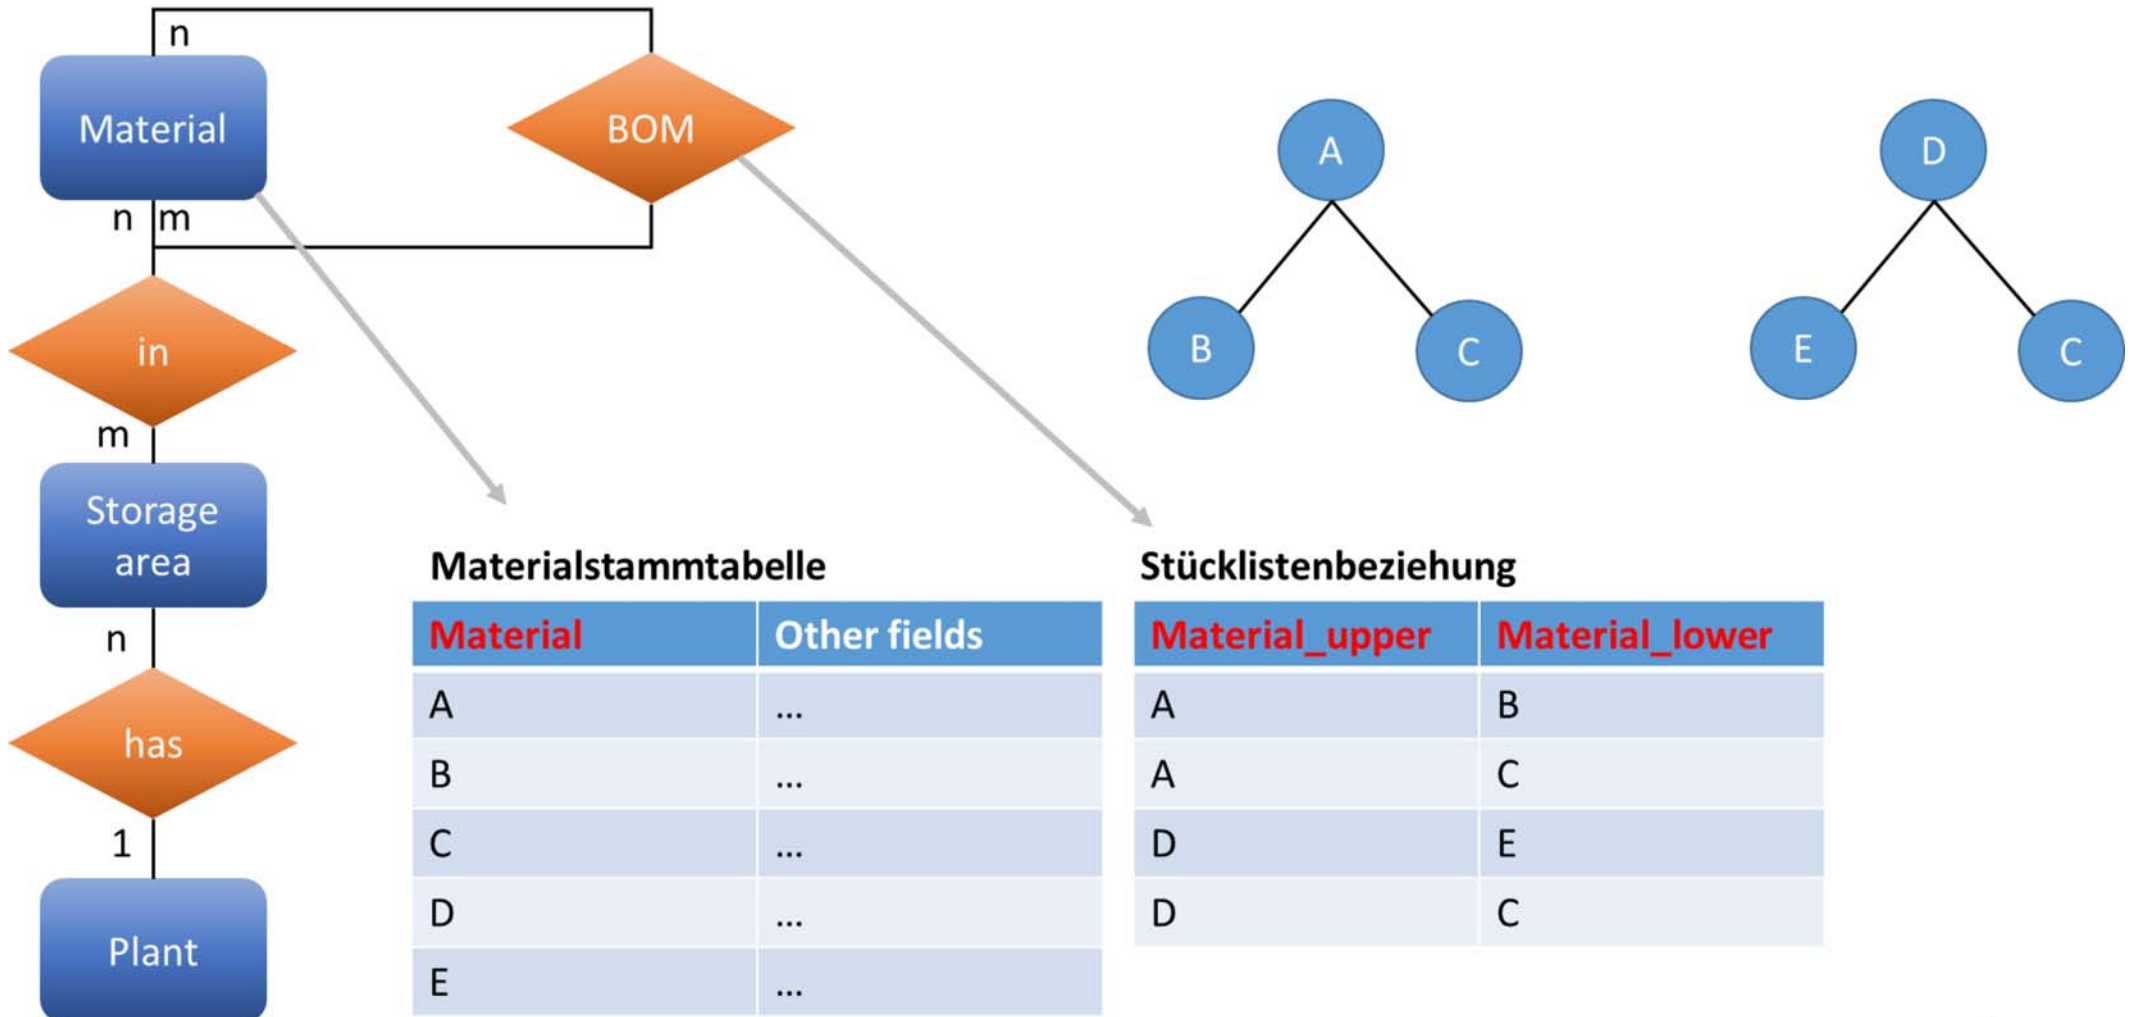 n
Material
BOM
n m
in
m
Storage
area
n
has
1
Plant
A
B
C
D
E
C
Materialstammtabelle
Material Other fields
A ...
B ...
C ...
D ...
E ...
Stücklistenbeziehung
Material_upper Material_lower
A B
A C
D E
D C